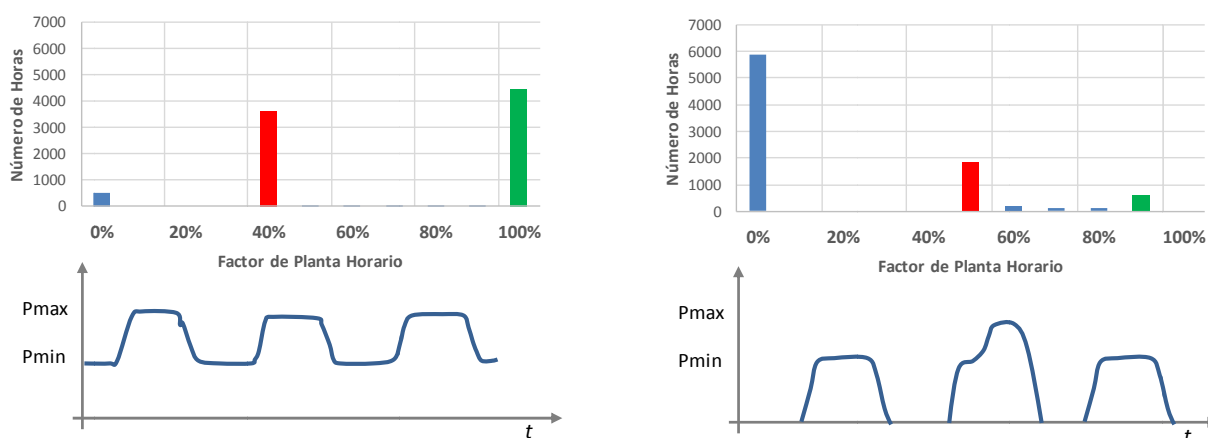 7000
6000
5000
4000
3000
2000
1000
0
Número de Horas
0% 20% 40% 60% 80% 100%
Factor de Planta Horario
Pmax
Pmin
t
7000
6000
5000
4000
3000
2000
1000
0
Número de Horas
0% 20% 40% 60% 80% 100%
Factor de Planta Horario
Pmax
Pmin
t